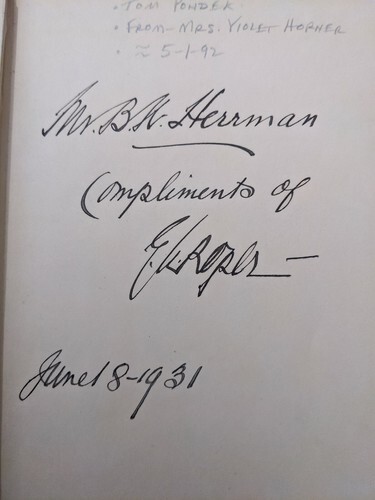 • TOM PONDER
• FROM - MRS. VIOLET HORNER
• ≈ 5-1-92
Mr. B. W. Herrman
Compliments of
G. L. Roper —
June 18-1931